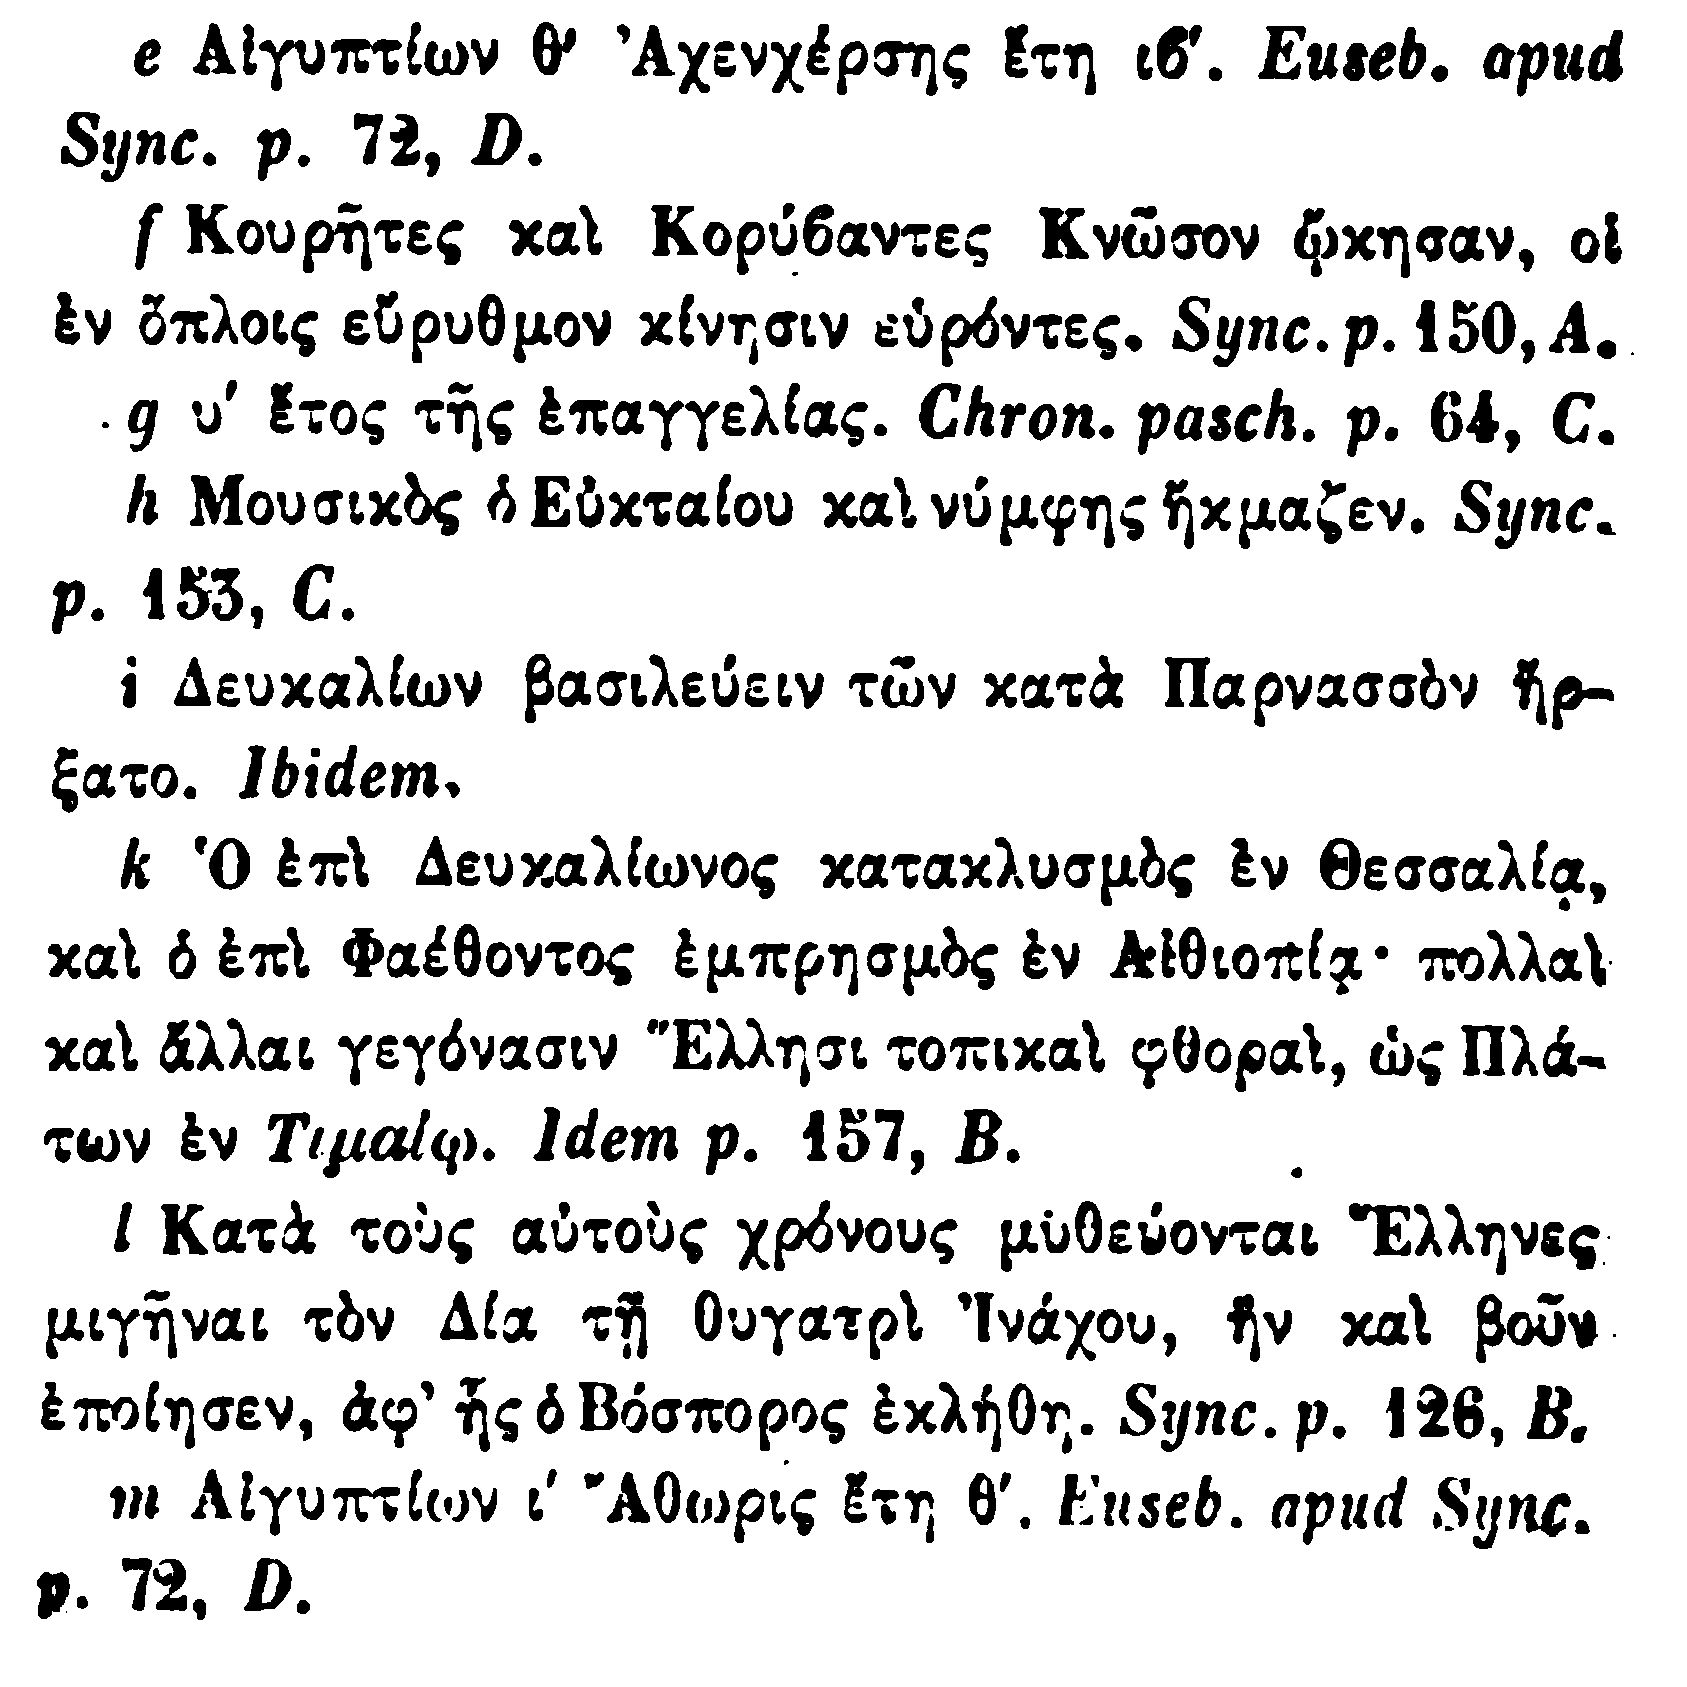 e Αἰγυπτίων θ' Ἀχενχέρσης ἔτη ιϐ'. Euseb. apud
Sync. p. 72, D.
f Κουρῆτες καὶ Κορύϐαντες Κνῶσον ᾤκησαν, οἱ
ἐν ὅπλοις εὔρυθμον κίνησιν εὑρόντες. Sync. p. 150, A.
g υ' ἔτος τῆς ἐπαγγελίας. Chron. pasch. p. 64, C.
h Μουσικὸς ὁ Εὐκταίου καὶ νύμφης ἤκμαζεν. Sync.
p. 153, C.
i Δευκαλίων βασιλεύειν τῶν κατὰ Παρνασσὸν ἤρ-
ξατο. Ibidem.
k Ὁ ἐπὶ Δευκαλίωνος κατακλυσμὸς ἐν Θεσσαλίᾳ,
καὶ ὁ ἐπὶ Φαέθοντος ἐμπρησμὸς ἐν Αἰθιοπίᾳ· πολλαὶ
καὶ ἄλλαι γεγόνασιν Ἕλλησι τοπικαὶ φθοραὶ, ὡς Πλά-
των ἐν Τιμαίῳ. Idem p. 157, B.
l Κατὰ τοὺς αὐτοὺς χρόνους μυθεύονται Ἕλληνες
μιγῆναι τὸν Δία τῇ θυγατρὶ Ἰνάχου, ἣν καὶ βοῦν
ἐποίησεν, ἀφ' ἧς ὁ Βόσπορος ἐκλήθη. Sync. p. 126, B.
m Αἰγυπτίων ι' Ἄθωρις ἔτη θ'. Euseb. apud Sync.
p. 72, D.